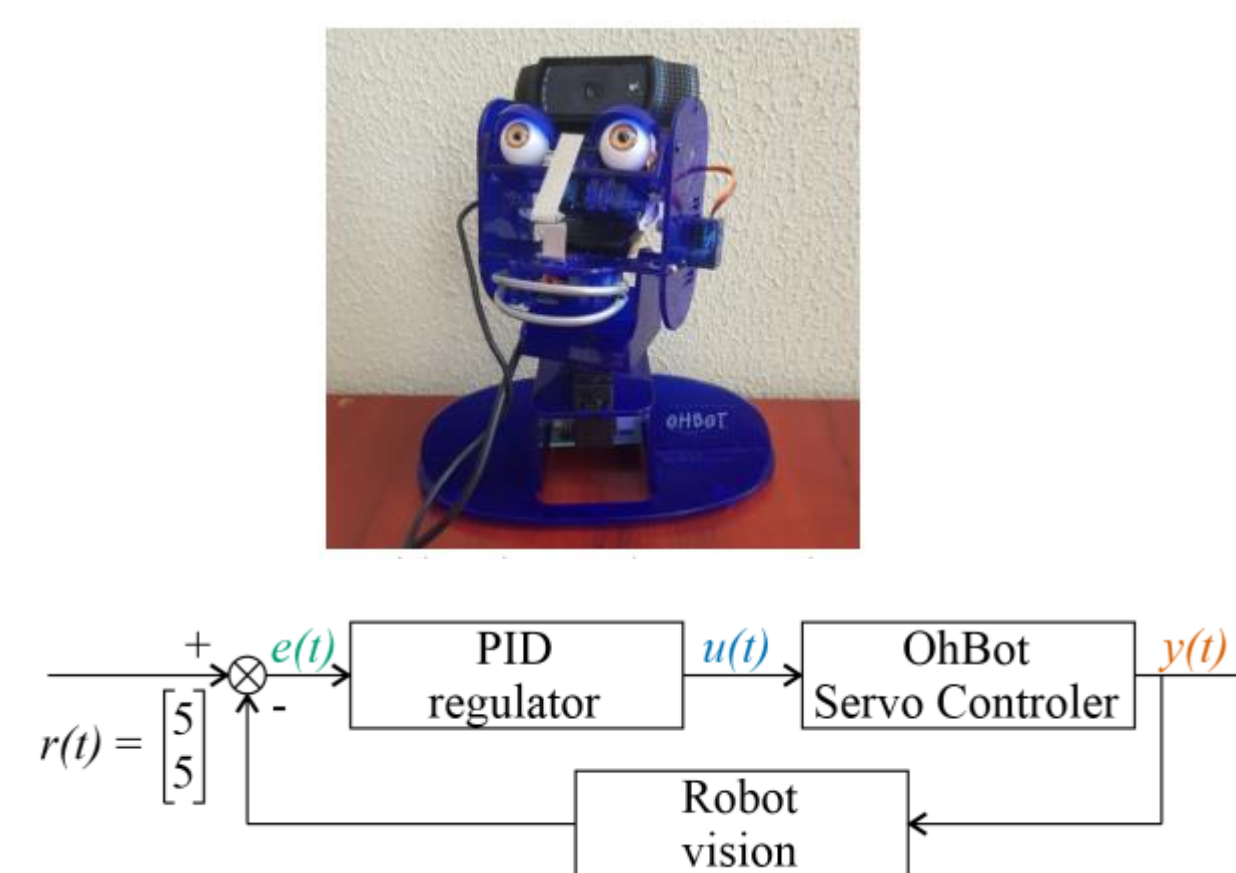 OHBOT
+
e(t)
PID
regulator
u(t)
OhBot
Servo Controler
y(t)
-
r(t) = [5
5]
Robot
vision